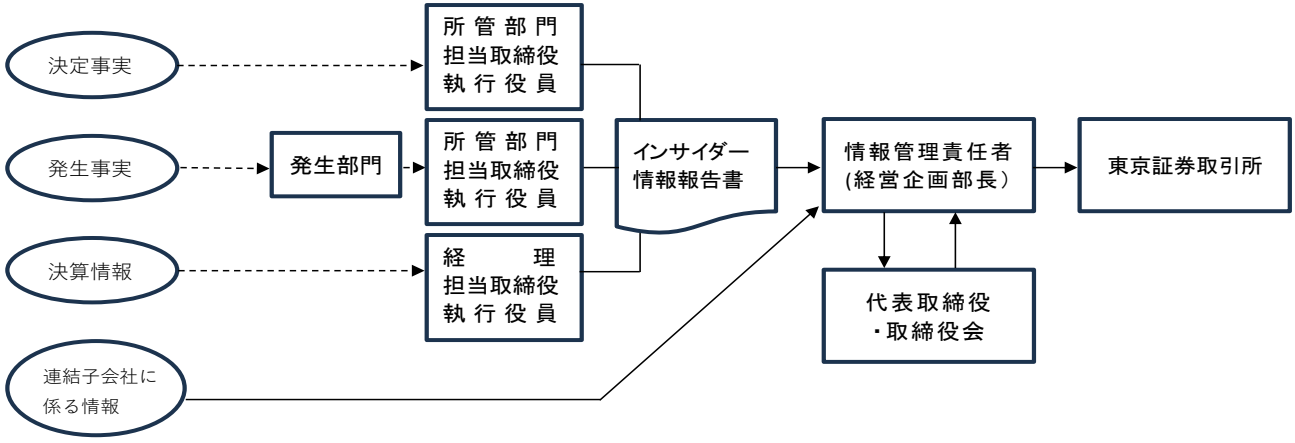 決定事実
所管部門
担当取締役
執行役員
発生事実
発生部門
所管部門
担当取締役
執行役員
インサイダー
情報報告書
情報管理責任者
(経営企画部長）
東京証券取引所
決算情報
経　理
担当取締役
執行役員
代表取締役
・取締役会
連結子会社に
係る情報